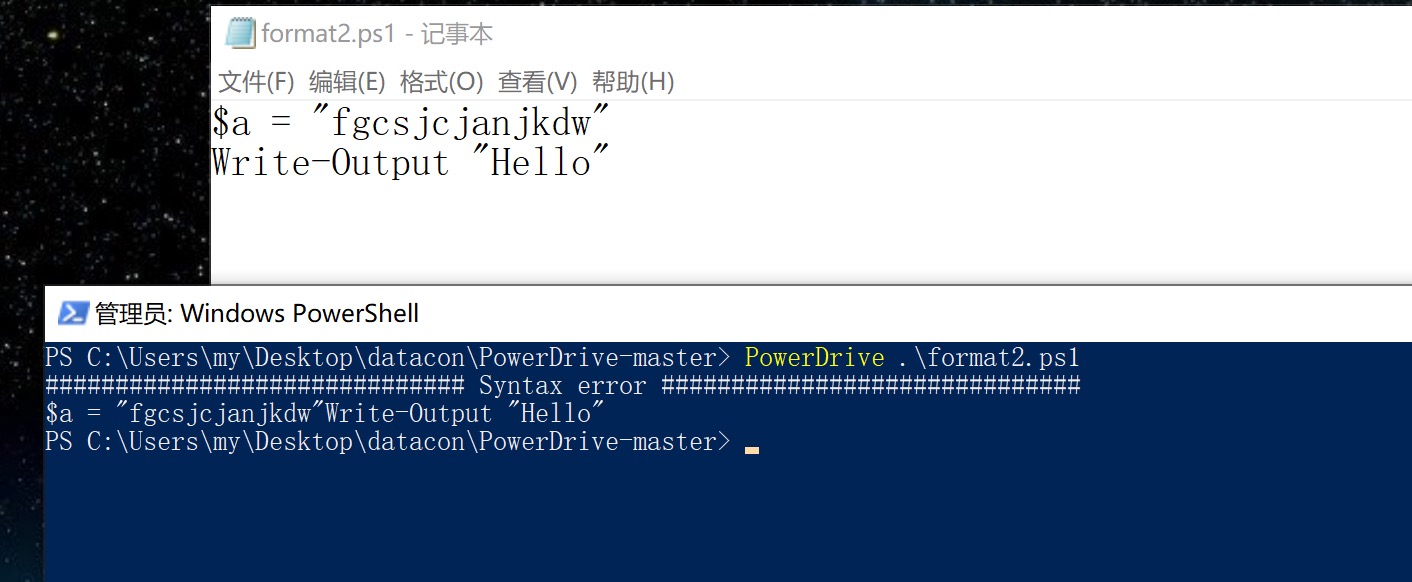 format2.ps1 - 记事本
文件(F) 编辑(E) 格式(O) 查看(V) 帮助(H)
$a = "fgcsjcjanjkdw"
Write-Output "Hello"
管理员: Windows PowerShell
PS C:\Users\my\Desktop\datacon\PowerDrive-master> PowerDrive .\format2.ps1
############################## Syntax error ##############################
$a = "fgcsjcjanjkdw"Write-Output "Hello"
PS C:\Users\my\Desktop\datacon\PowerDrive-master>